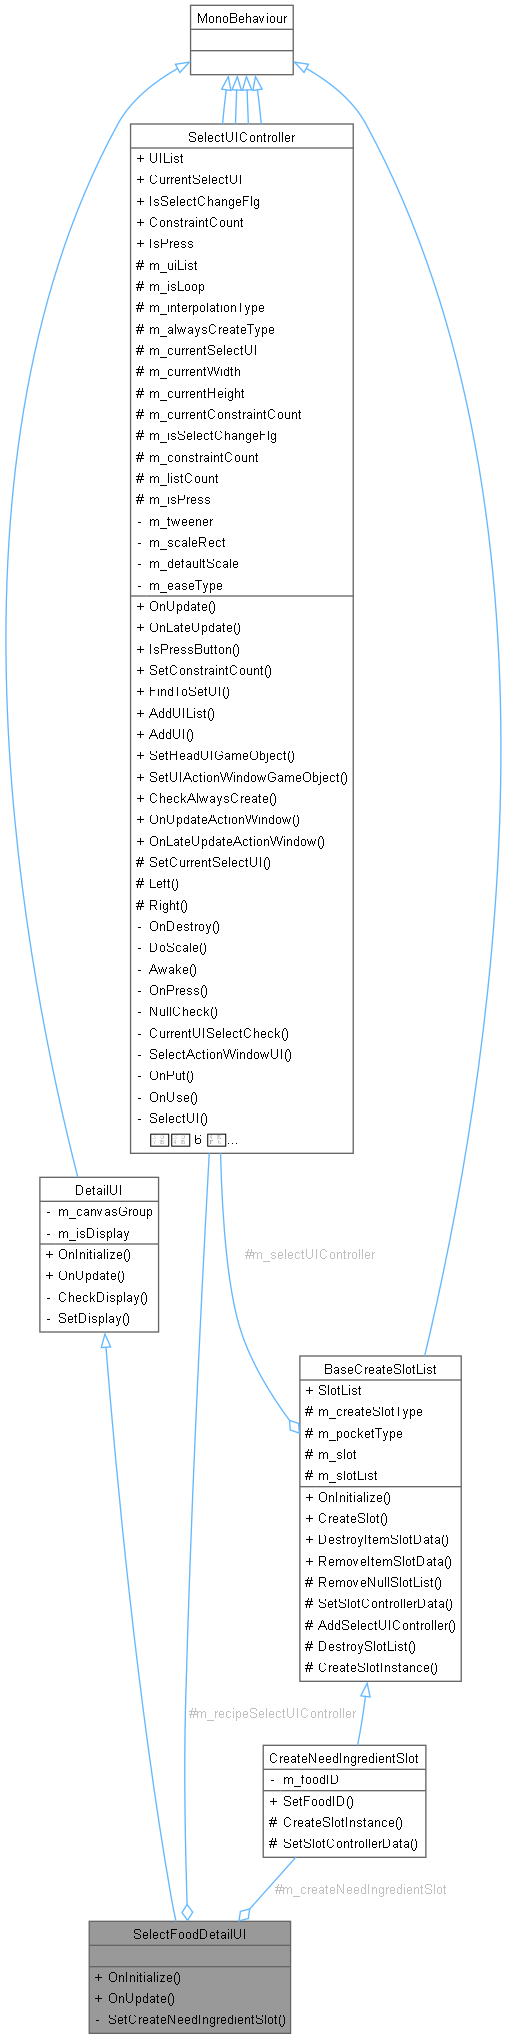 MonoBehaviour
SelectUIController
+ UIList
+ CurrentSelectUI
+ IsSelectChangeFlg
+ ConstraintCount
+ IsPress
# m_uiList
# m_isLoop
# m_interpolationType
# m_alwaysCreateType
# m_currentSelectUI
# m_currentWidth
# m_currentHeight
# m_currentConstraintCount
# m_isSelectChangeFlg
# m_constraintCount
# m_listCount
# m_isPress
- m_tweener
- m_scaleRect
- m_defaultScale
- m_easeType
+ OnUpdate()
+ OnLateUpdate()
+ IsPressButton()
+ SetConstraintCount()
+ FindToSetUI()
+ AddUIList()
+ AddUI()
+ SetHeadUIGameObject()
+ SetUIActionWindowGameObject()
+ CheckAlwaysCreate()
+ OnUpdateActionWindow()
+ OnLateUpdateActionWindow()
# SetCurrentSelectUI()
# Left()
# Right()
- OnDestroy()
- DoScale()
- Awake()
- OnPress()
- NullCheck()
- CurrentUISelectCheck()
- SelectActionWindowUI()
- OnPut()
- OnUse()
- SelectUI()
6 ...
DetailUI
- m_canvasGroup
- m_isDisplay
+ OnInitialize()
+ OnUpdate()
- CheckDisplay()
- SetDisplay()
#m_selectUIController
BaseCreateSlotList
+ SlotList
# m_createSlotType
# m_pocketType
# m_slot
# m_slotList
+ OnInitialize()
+ CreateSlot()
+ DestroyItemSlotData()
+ RemoveItemSlotData()
# RemoveNullSlotList()
# SetSlotControllerData()
# AddSelectUIController()
# DestroySlotList()
# CreateSlotInstance()
#m_recipeSelectUIController
CreateNeedIngredientSlot
- m_foodID
+ SetFoodID()
# CreateSlotInstance()
# SetSlotControllerData()
#m_createNeedIngredientSlot
SelectFoodDetailUI
+ OnInitialize()
+ OnUpdate()
- SetCreateNeedIngredientSlot()